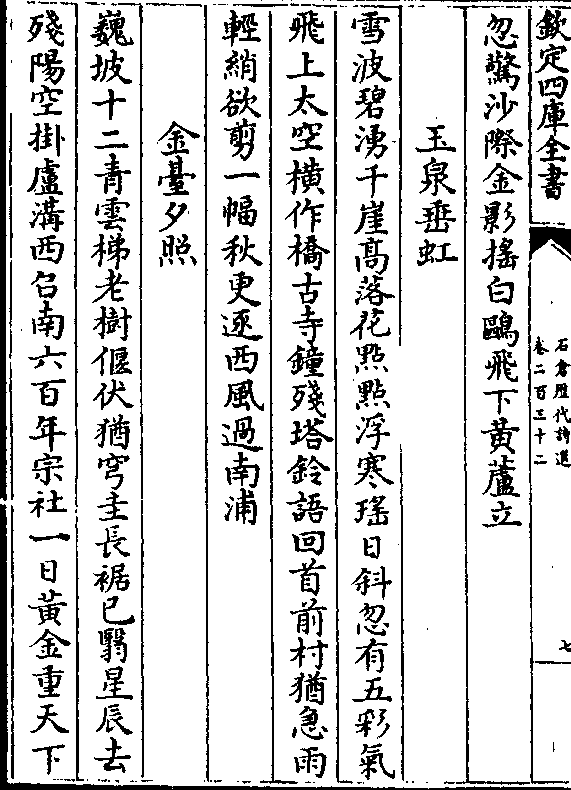 欽定四庫全書
石倉歷代詩選
卷二百三十二
七
忽驚沙際金影搖白鷗飛下黃蘆立
玉泉垂虹
雪波碧湧千崖高落花點點浮寒瑤日斜忽有五彩氣
飛上太空橫作橋古寺鐘殘塔鈴語回首前村猶急雨
輕綃欲剪一幅秋更逐西風過南浦
金臺夕照
巍坡十二青雲梯老樹偃伏猶穹圭長裾已翳星辰去
殘陽空掛盧溝西召南六百年宗社一日黃金重天下